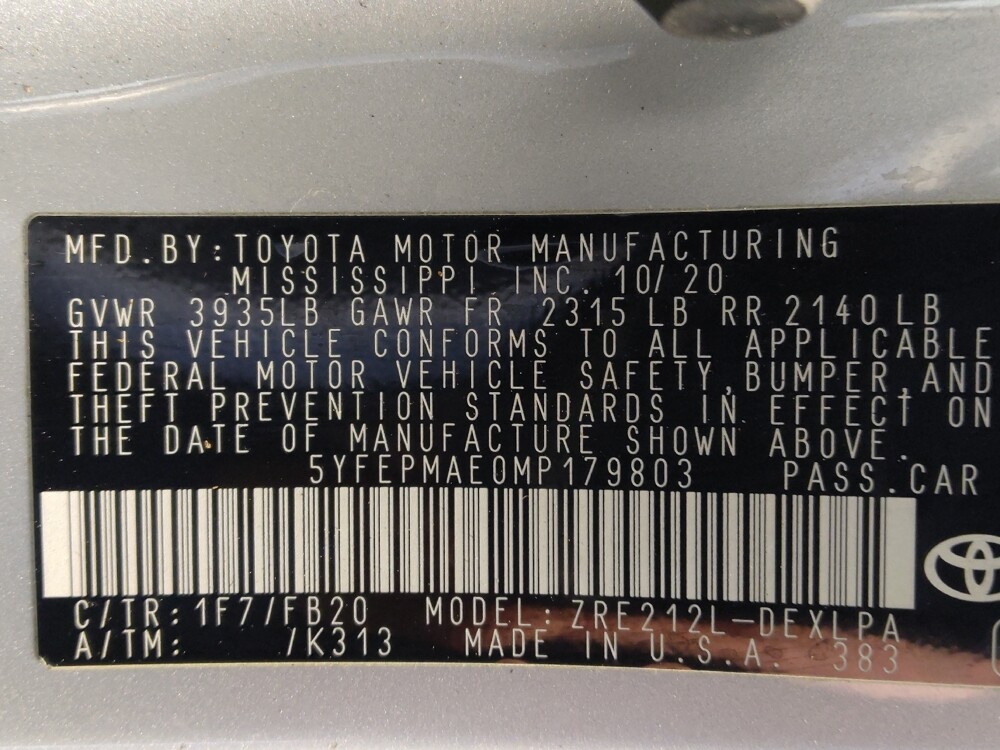 MFD.BY:TOYOTA MOTOR MANUFACTURING
MISSISSIPPI, INC. 10/20
GVWR 3935LB GAWR FR 2315 LB RR 2140 LB
THIS VEHICLE CONFORMS TO ALL APPLICABLE
FEDERAL MOTOR VEHICLE SAFETY,BUMPER,AND
THEFT PREVENTION STANDARDS IN EFFECT ON
THE DATE OF MANUFACTURE SHOWN ABOVE.
5YFEPMAE0MP179803 PASS.CAR
C/TR:1F7/FB20 MODEL:ZRE212L-DEXLPA
A/TM: /K313 MADE IN U.S.A. 383